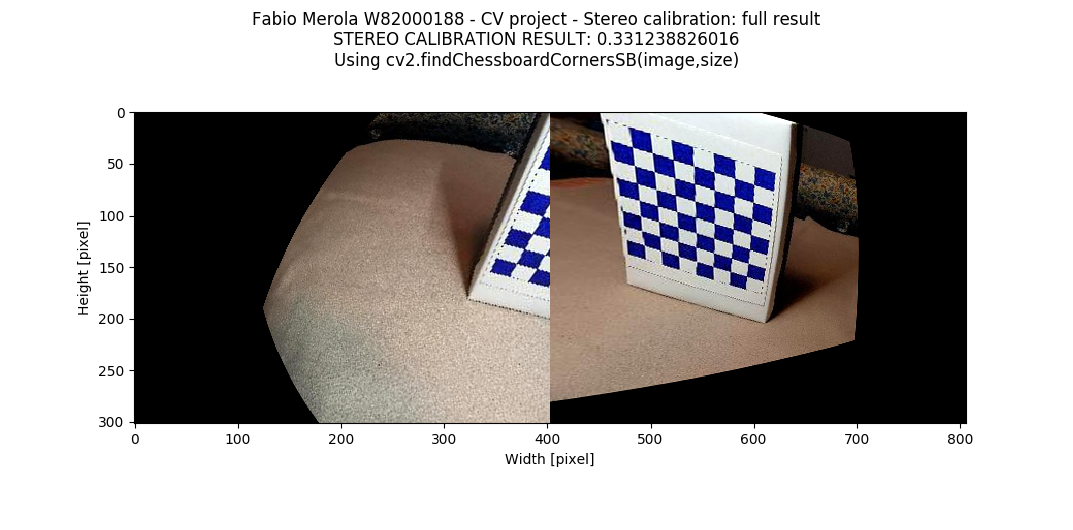 Fabio Merola W82000188 - CV project - Stereo calibration: full result
STEREO CALIBRATION RESULT: 0.331238826016
Using cv2.findChessboardCornersSB(image,size)
0
50
100
150
200
250
300
Height [pixel]
0 100 200 300 400 500 600 700 800
Width [pixel]